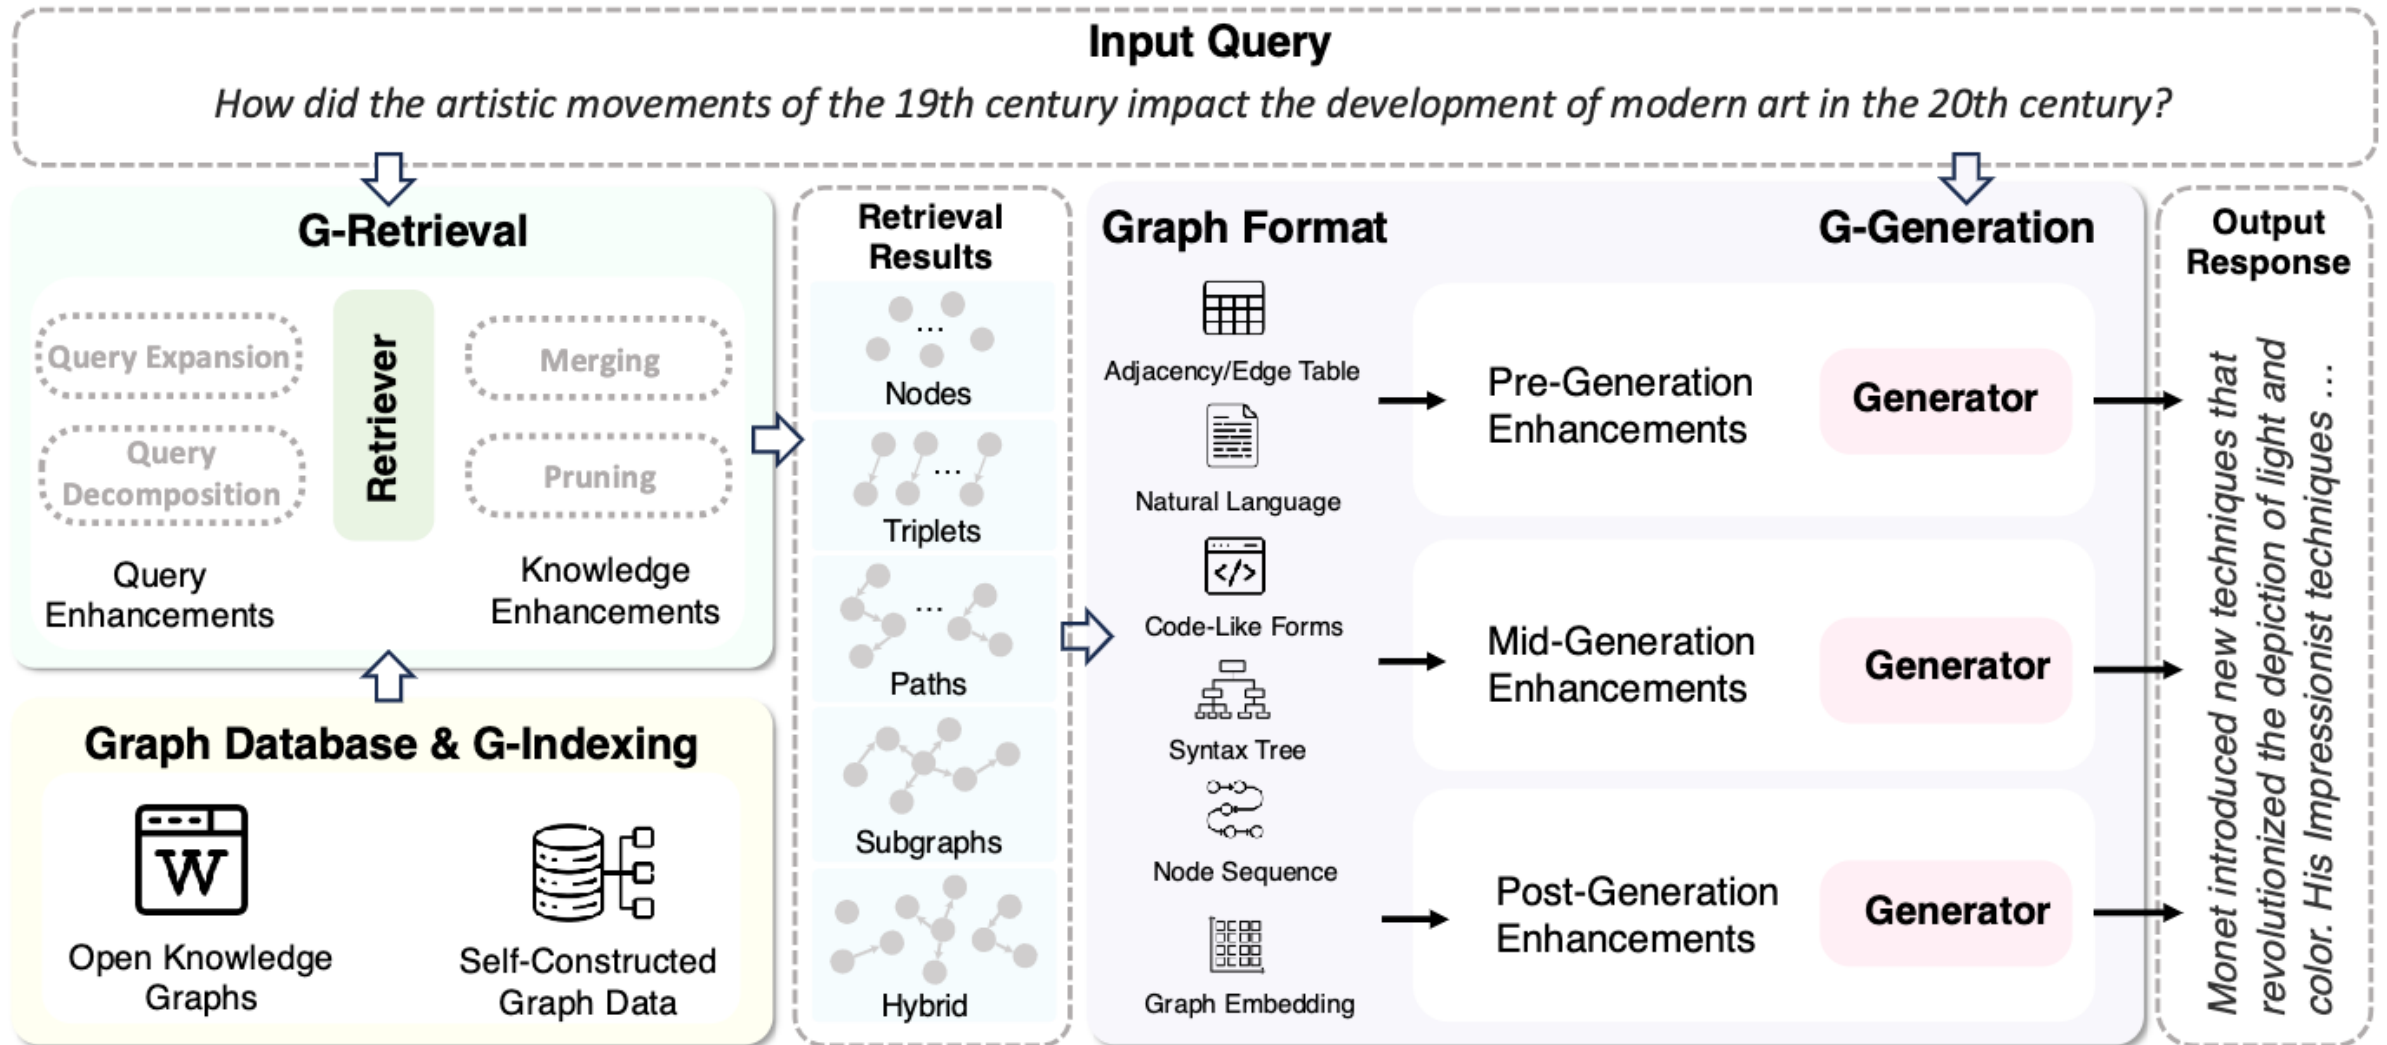 Input Query
How did the artistic movements of the 19th century impact the development of modern art in the 20th century?
G-Retrieval
Query Expansion
Query
Decomposition
Query
Enhancements
Retriever
Merging
Pruning
Knowledge
Enhancements
Graph Database & G-Indexing
W
Open Knowledge
Graphs
Self-Constructed
Graph Data
Retrieval
Results
...
Nodes
...
Triplets
...
Paths
Subgraphs
Hybrid
Graph Format
Adjacency/Edge Table
Natural Language
</>
Code-Like Forms
Syntax Tree
Node Sequence
Graph Embedding
G-Generation
Pre-Generation
Enhancements
Generator
Mid-Generation
Enhancements
Generator
Post-Generation
Enhancements
Generator
Output
Response
Monet introduced new techniques that
revolutionized the depiction of light and
color. His Impressionist techniques ...